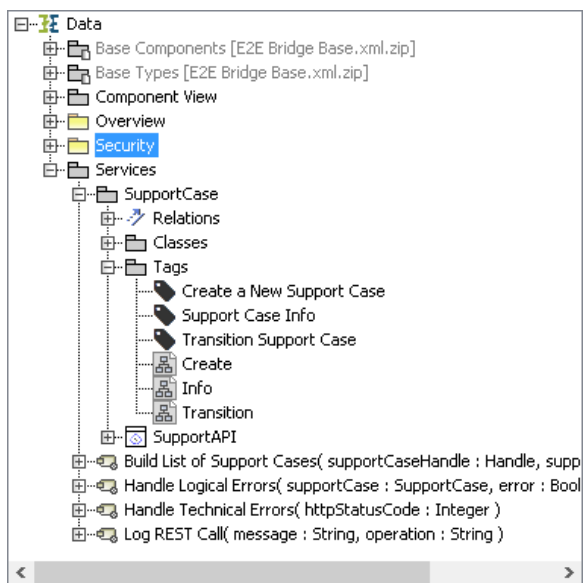 Data
Base Components [E2E Bridge Base.xml.zip]
Base Types [E2E Bridge Base.xml.zip]
Component View
Overview
Security
Services
SupportCase
Relations
Classes
Tags
Create a New Support Case
Support Case Info
Transition Support Case
Create
Info
Transition
SupportAPI
Build List of Support Cases( supportCaseHandle : Handle, supp
Handle Logical Errors( supportCase : SupportCase, error : Bool
Handle Technical Errors( httpStatusCode : Integer )
Log REST Call( message : String, operation : String )